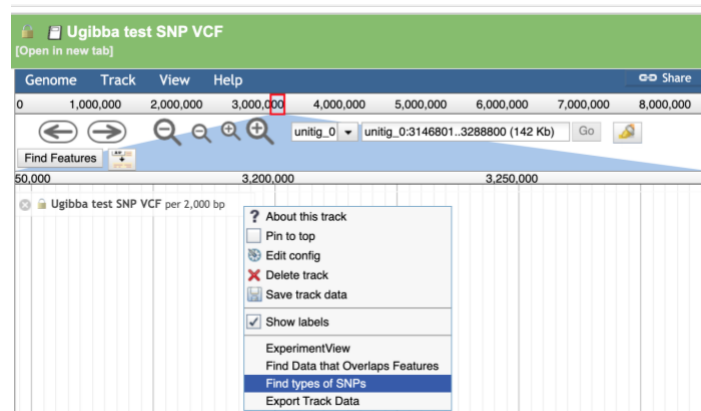 Ugibba test SNP VCF
[Open in new tab]
Genome Track View Help Share
0 1,000,000 2,000,000 3,000,000 4,000,000 5,000,000 6,000,000 7,000,000 8,000,000
unitig_0 unitig_0:3146801..3288800 (142 Kb) Go
Find Features
50,000 3,200,000 3,250,000
Ugibba test SNP VCF per 2,000 bp
? About this track
Pin to top
Edit config
Delete track
Save track data
Show labels
ExperimentView
Find Data that Overlaps Features
Find types of SNPs
Export Track Data